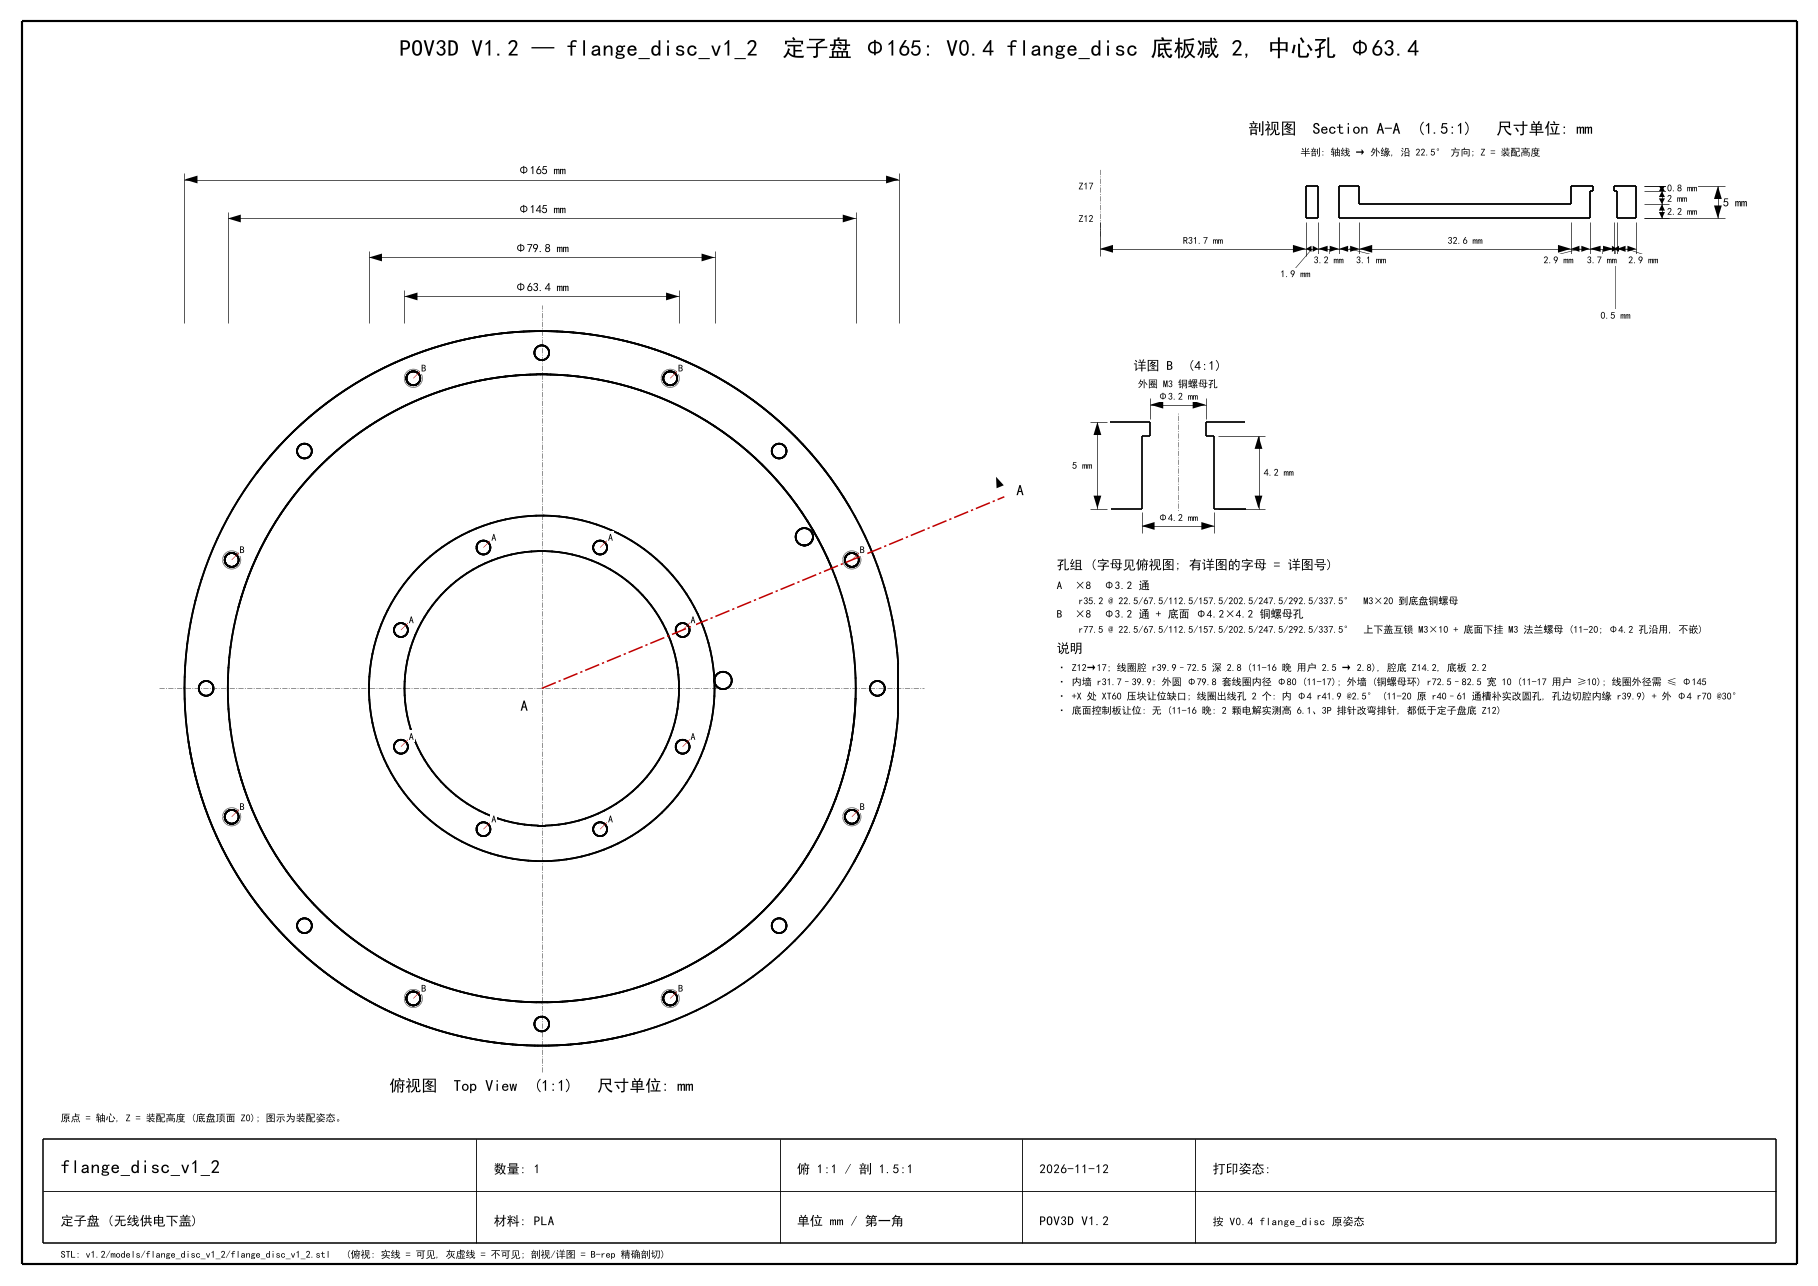 POV3D V1.2 — flange_disc_v1_2 定子盘 Φ165: V0.4 flange_disc 底板减 2, 中心孔 Φ63.4
剖视图 Section A-A (1.5:1) 尺寸单位: mm
半剖: 轴线 → 外缘, 沿 22.5° 方向; Z = 装配高度
Φ165 mm
Φ145 mm
Φ79.8 mm
Φ63.4 mm
Z17
Z12
0.8 mm
2 mm
2.2 mm
5 mm
R31.7 mm
32.6 mm
1.9 mm
3.2 mm
3.1 mm
2.9 mm
3.7 mm
2.9 mm
0.5 mm
详图 B (4:1)
外圈 M3 铜螺母孔
Φ3.2 mm
5 mm
4.2 mm
Φ4.2 mm
B
B
B
B
B
B
B
B
A
A
A
A
A
A
A
A
A
A
孔组 (字母见俯视图; 有详图的字母 = 详图号)
A ×8 Φ3.2 通
r35.2 @ 22.5/67.5/112.5/157.5/202.5/247.5/292.5/337.5° M3×20 到底盘铜螺母
B ×8 Φ3.2 通 + 底面 Φ4.2×4.2 铜螺母孔
r77.5 @ 22.5/67.5/112.5/157.5/202.5/247.5/292.5/337.5° 上下盖互锁 M3×10 + 底面下挂 M3 法兰螺母 (11-20; Φ4.2 孔沿用, 不嵌)
说明
· Z12→17; 线圈腔 r39.9–72.5 深 2.8 (11-16 晚 用户 2.5 → 2.8), 腔底 Z14.2, 底板 2.2
· 内墙 r31.7–39.9: 外圆 Φ79.8 套线圈内径 Φ80 (11-17); 外墙 (铜螺母环) r72.5–82.5 宽 10 (11-17 用户 ≥10); 线圈外径需 ≤ Φ145
· +X 处 XT60 压块让位缺口; 线圈出线孔 2 个: 内 Φ4 r41.9 @2.5° (11-20 原 r40–61 通槽补实改圆孔, 孔边切腔内缘 r39.9) + 外 Φ4 r70 @30°
· 底面控制板让位: 无 (11-16 晚: 2 颗电解实测高 6.1、3P 排针改弯排针, 都低于定子盘底 Z12)
俯视图 Top View (1:1) 尺寸单位: mm
原点 = 轴心, Z = 装配高度 (底盘顶面 Z0); 图示为装配姿态。
flange_disc_v1_2
数量: 1
俯 1:1 / 剖 1.5:1
2026-11-12
打印姿态:
定子盘 (无线供电下盖)
材料: PLA
单位 mm / 第一角
POV3D V1.2
按 V0.4 flange_disc 原姿态
STL: v1.2/models/flange_disc_v1_2/flange_disc_v1_2.stl (俯视: 实线 = 可见, 灰虚线 = 不可见; 剖视/详图 = B-rep 精确剖切)